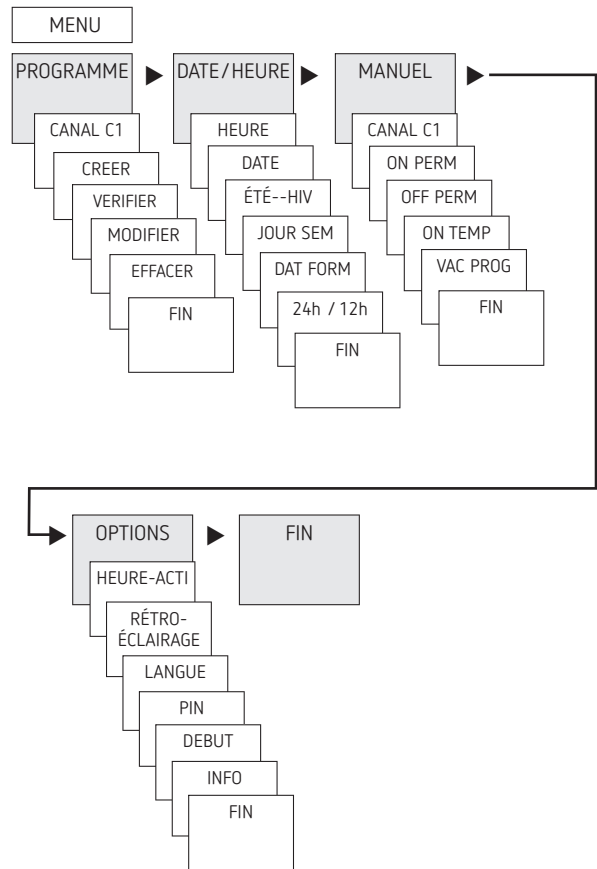 MENU
PROGRAMME
CANAL C1
CREER
VERIFIER
MODIFIER
EFFACER
FIN
DATE/HEURE
HEURE
DATE
ÉTÉ--HIV
JOUR SEM
DAT FORM
24h / 12h
FIN
MANUEL
CANAL C1
ON PERM
OFF PERM
ON TEMP
VAC PROG
FIN
OPTIONS
HEURE-ACTI
RÉTRO-
ÉCLAIRAGE
LANGUE
PIN
DEBUT
INFO
FIN
FIN